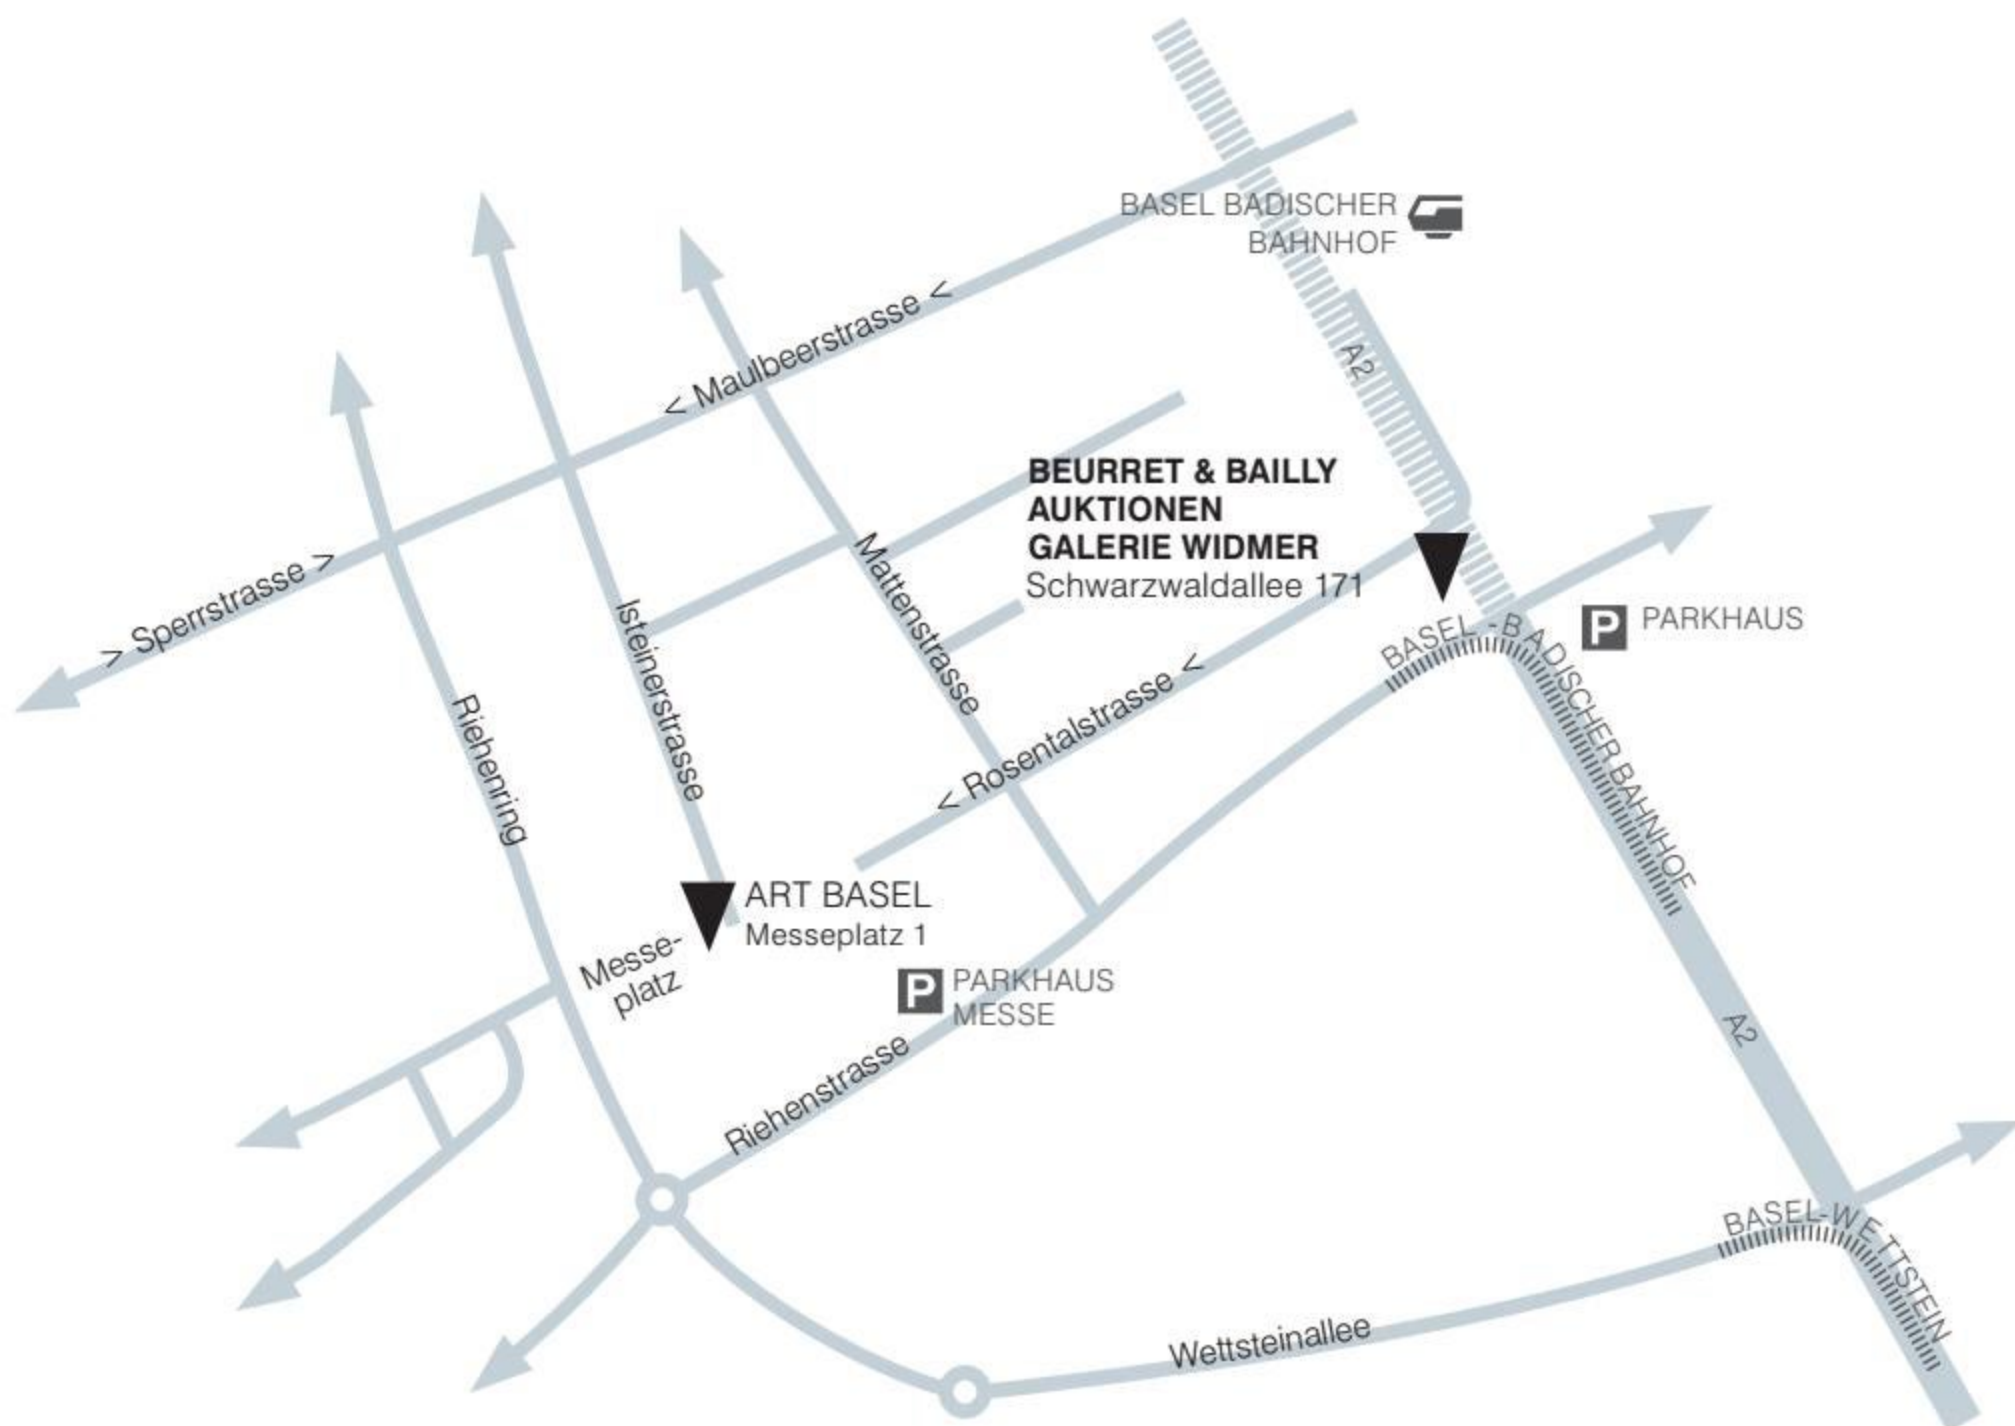 BASEL BADISCHER
BAHNHOF
< Maulbeerstrasse <
A2
BEURRET & BAILLY
AUKTIONEN
GALERIE WIDMER
Schwarzwaldallee 171
> Sperrstrasse >
Isteinerstrasse
Mattenstrasse
P PARKHAUS
BASEL - BADISCHER BAHNHOF
Riehenring
< Rosentalstrasse <
ART BASEL
Messeplatz 1
Messe-
platz
P PARKHAUS
MESSE
Riehenstrasse
A2
BASEL-WETTSTEIN
Wettsteinallee